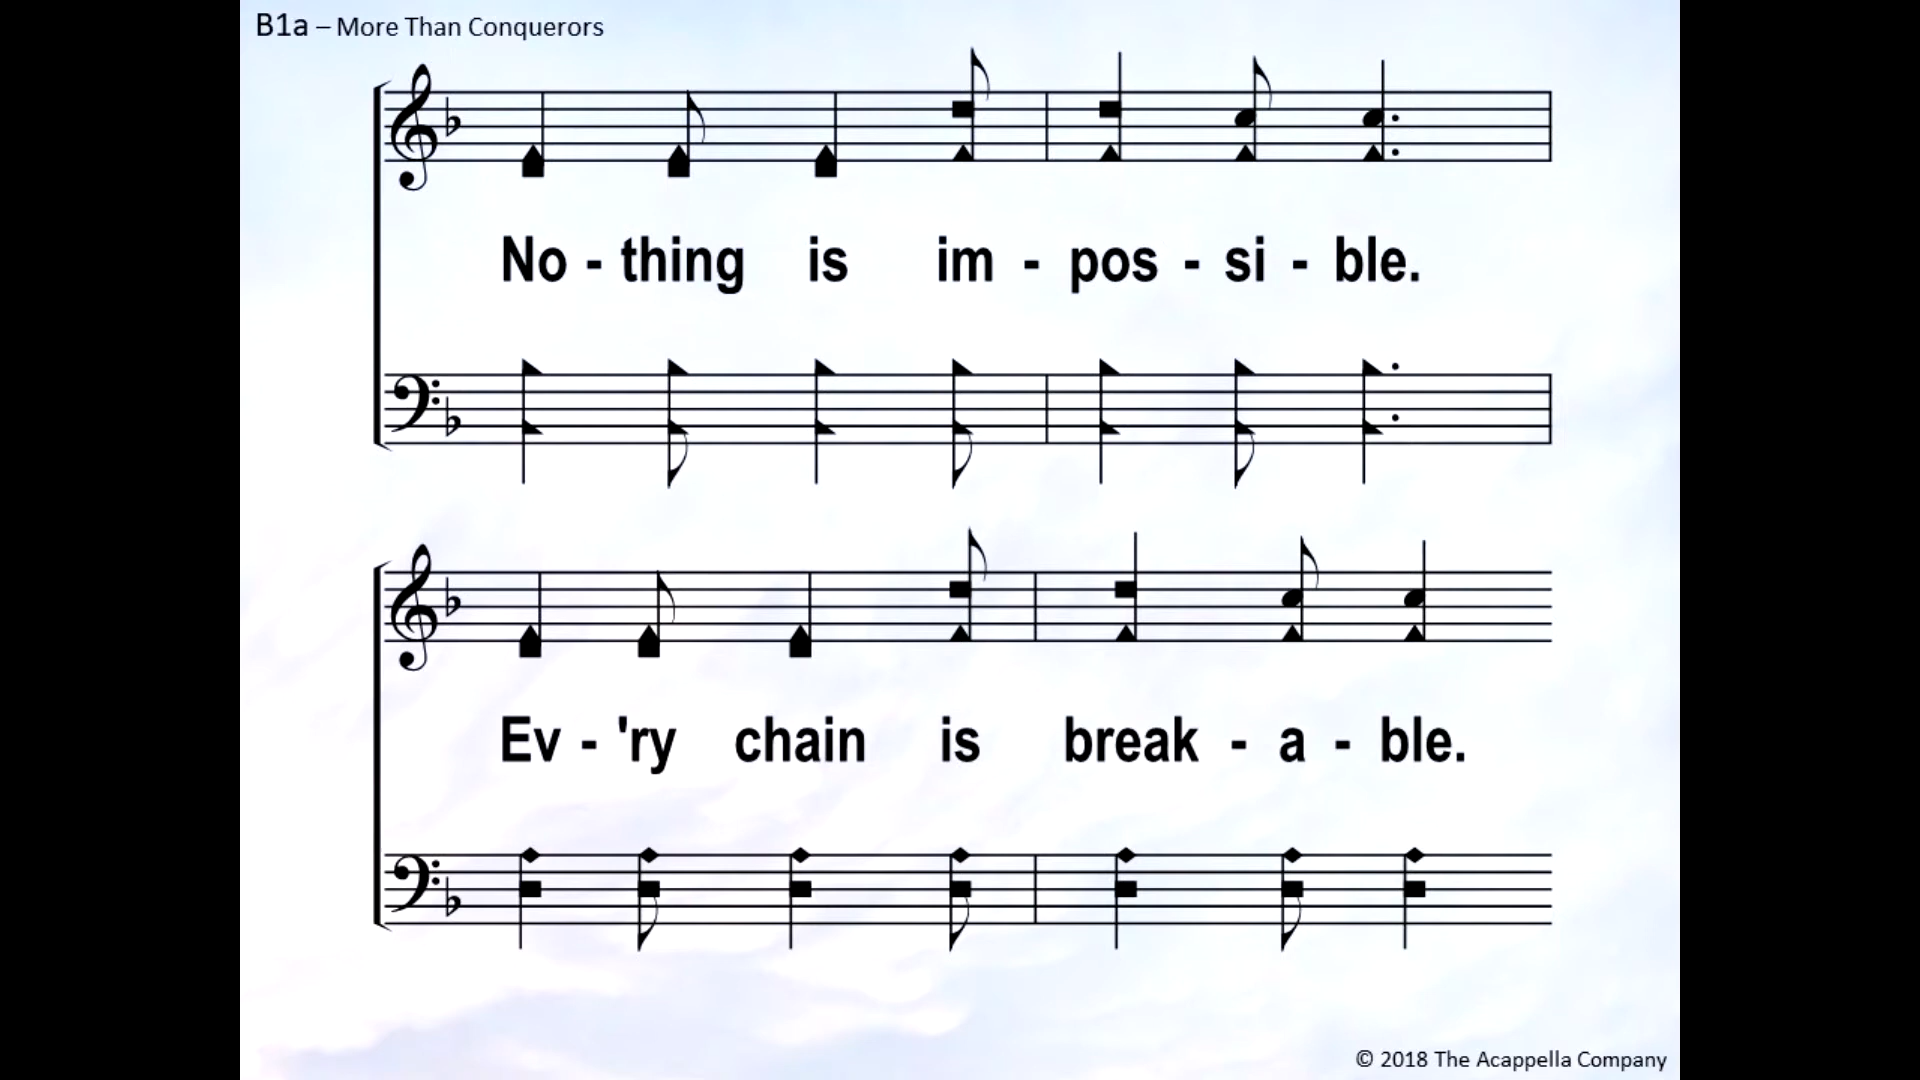 B1a – More Than Conquerors
No - thing is im - pos - si - ble.
Ev - 'ry chain is break - a - ble.
© 2018 The Acappella Company